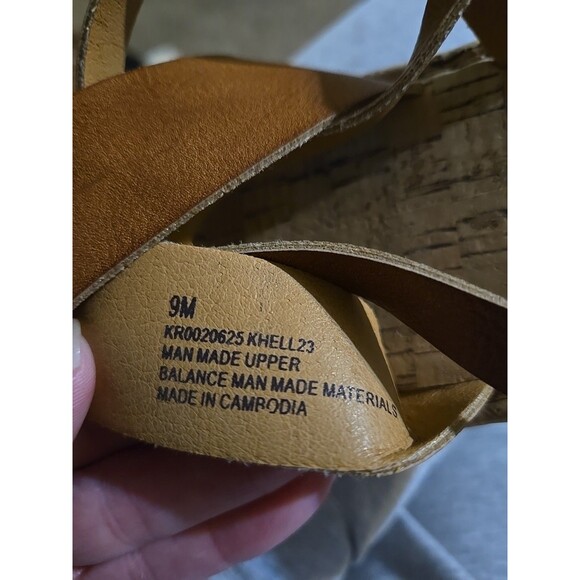 9M
KR0020625 KHELL23
MAN MADE UPPER
BALANCE MAN MADE MATERIALS
MADE IN CAMBODIA